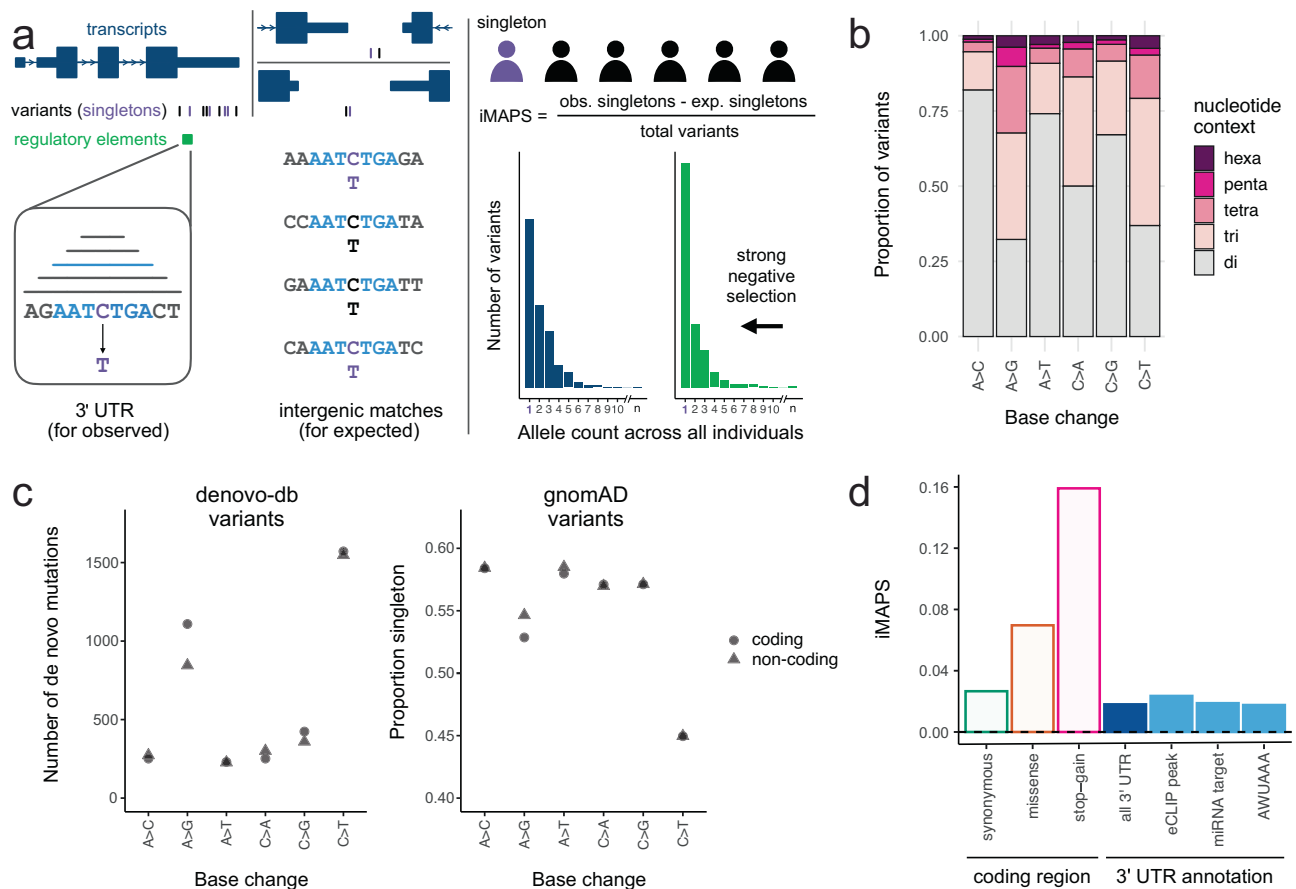 a
transcripts
variants (singletons)
regulatory elements
AGAATCTGACT
T
3' UTR
(for observed)
AAAATCTGAGA
T
CCAATCTGATA
T
GAAATCTGATT
T
CAAATCTGATC
T
intergenic matches
(for expected)
singleton
iMAPS = obs. singletons - exp. singletons
total variants
Number of variants
strong
negative
selection
1 2 3 4 5 6 7 8 9 10 n
1 2 3 4 5 6 7 8 9 10 n
Allele count across all individuals
b
Proportion of variants
1.00
0.75
0.50
0.25
0.00
A>C
A>G
A>T
C>A
C>G
C>T
Base change
nucleotide
context
hexa
penta
tetra
tri
di
c
denovo-db
variants
Number of de novo mutations
1500
1000
500
0
A>C
A>G
A>T
C>A
C>G
C>T
Base change
gnomAD
variants
Proportion singleton
0.60
0.55
0.50
0.45
0.40
A>C
A>G
A>T
C>A
C>G
C>T
Base change
coding
non-coding
d
iMAPS
0.16
0.12
0.08
0.04
0.00
synonymous
missense
stop–gain
all 3' UTR
eCLIP peak
miRNA target
AWUAAA
coding region
3' UTR annotation